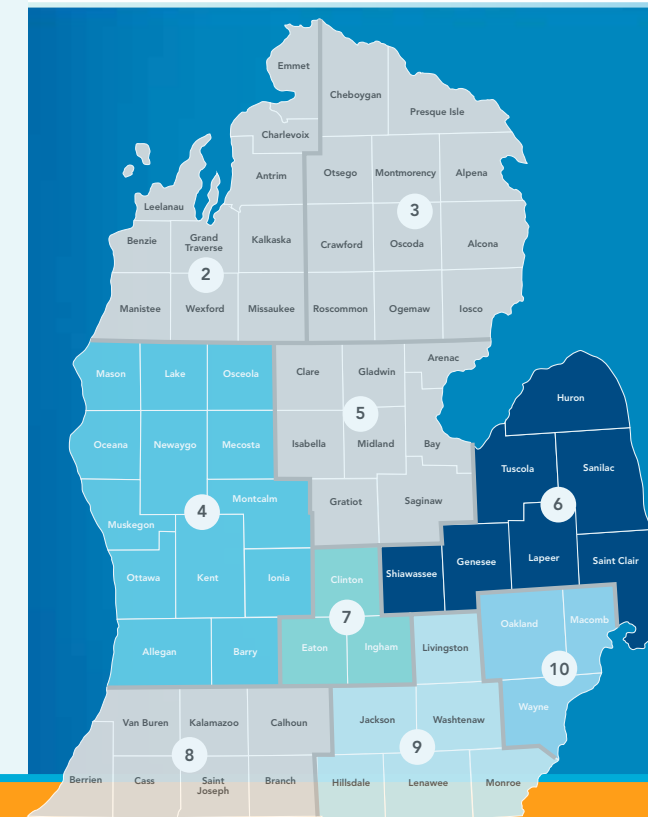 Emmet
Cheboygan
Presque Isle
Charlevoix
Antrim
Otsego
Montmorency
Alpena
Leelanau
3
Benzie
Grand
Traverse
Kalkaska
Crawford
Oscoda
Alcona
2
Manistee
Wexford
Missaukee
Roscommon
Ogemaw
Iosco
Mason
Lake
Osceola
Clare
Gladwin
Arenac
Huron
5
Oceana
Newaygo
Mecosta
Isabella
Midland
Bay
Tuscola
Sanilac
Montcalm
Gratiot
Saginaw
6
4
Muskegon
Ottawa
Kent
Ionia
Clinton
Shiawassee
Genesee
Lapeer
Saint Clair
7
Oakland
Macomb
Allegan
Barry
Eaton
Ingham
Livingston
10
Wayne
Van Buren
Kalamazoo
Calhoun
Jackson
Washtenaw
8
9
Berrien
Cass
Saint
Joseph
Branch
Hillsdale
Lenawee
Monroe